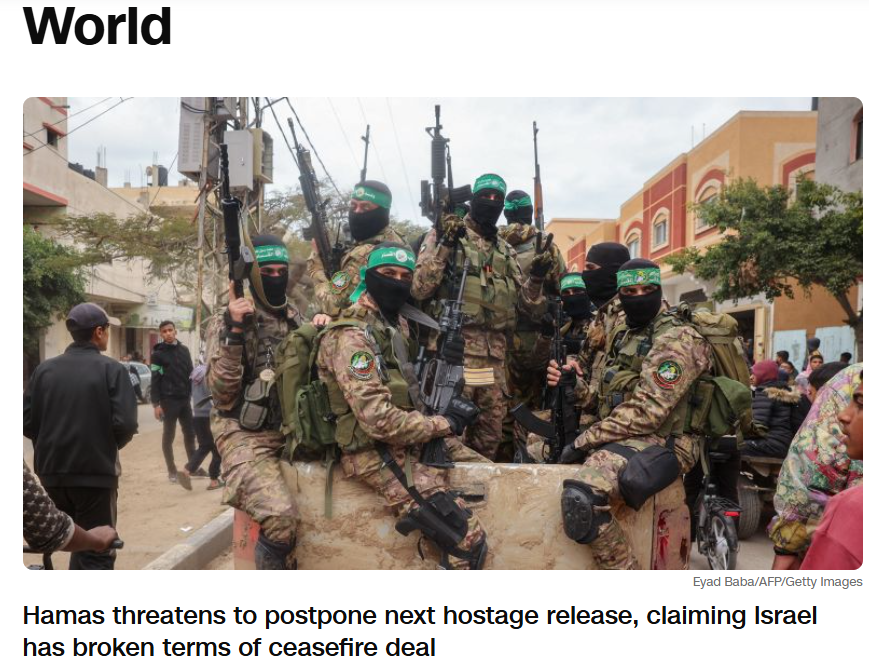 World
Eyad Baba/AFP/Getty Images
Hamas threatens to postpone next hostage release, claiming Israel
has broken terms of ceasefire deal